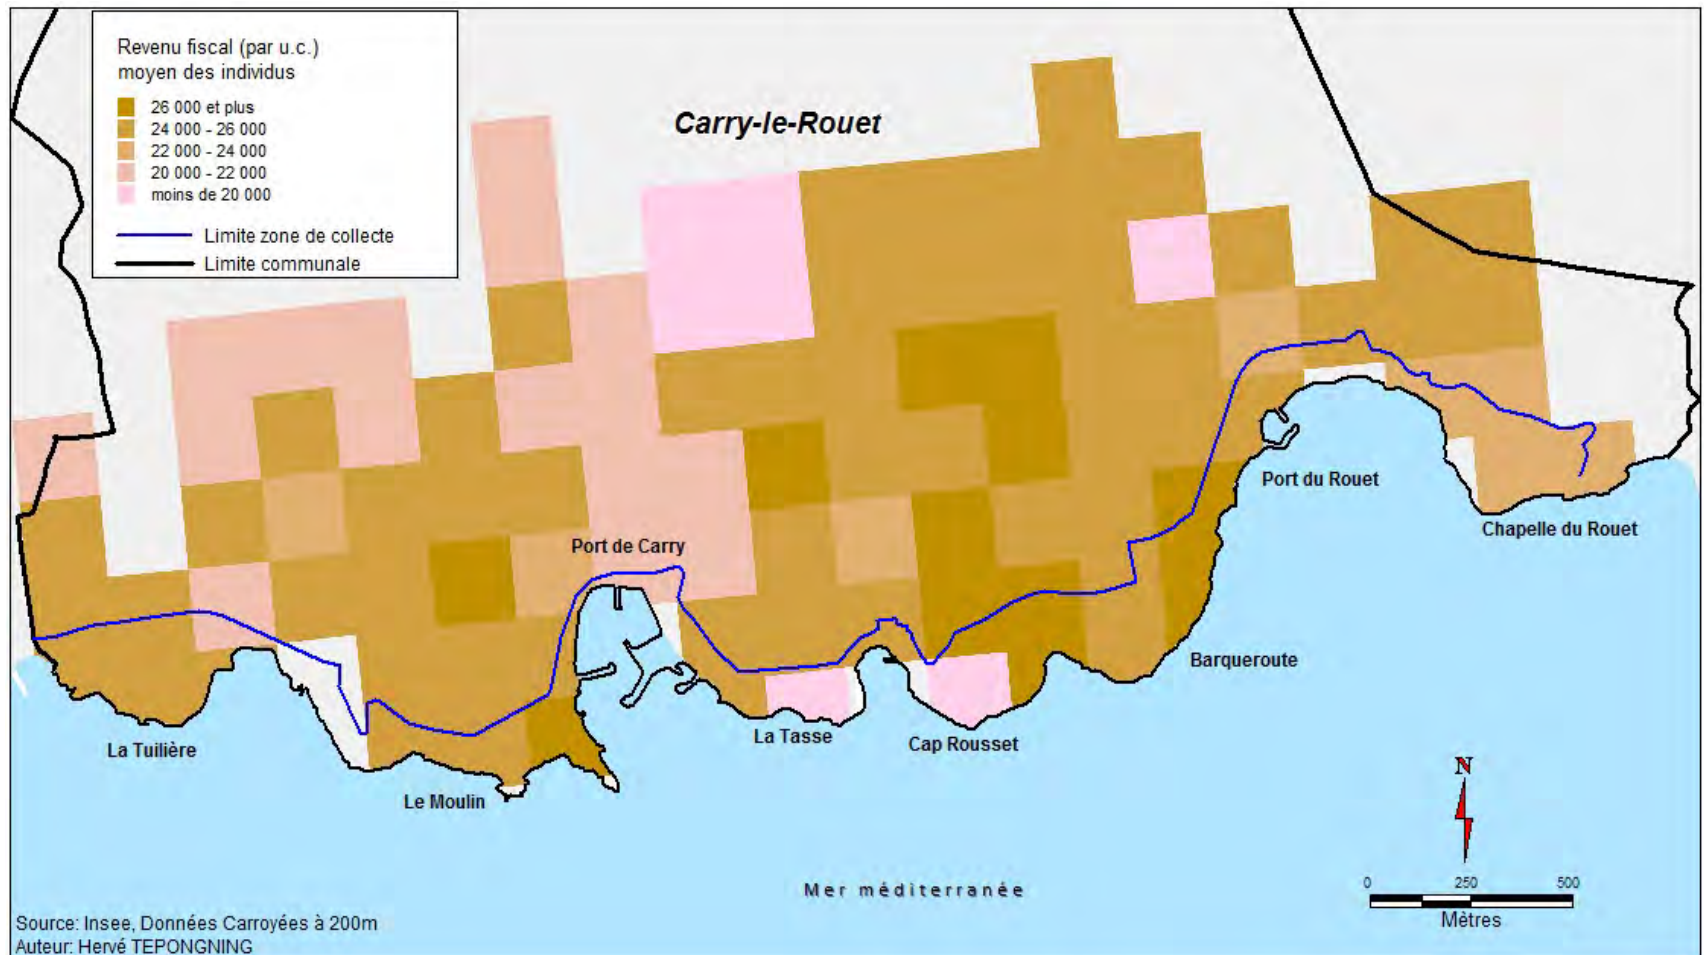 Revenu fiscal (par u.c.)
moyen des individus
26 000 et plus
24 000 - 26 000
22 000 - 24 000
20 000 - 22 000
moins de 20 000
Limite zone de collecte
Limite communale
Carry-le-Rouet
Port de Carry
Port du Rouet
Chapelle du Rouet
Barqueroute
La Tuilière
La Tasse
Cap Rousset
Le Moulin
N
Mer méditerranée
0 250 500
Mètres
Source: Insee, Données Carroyées à 200m
Auteur: Hervé TEPONGNING